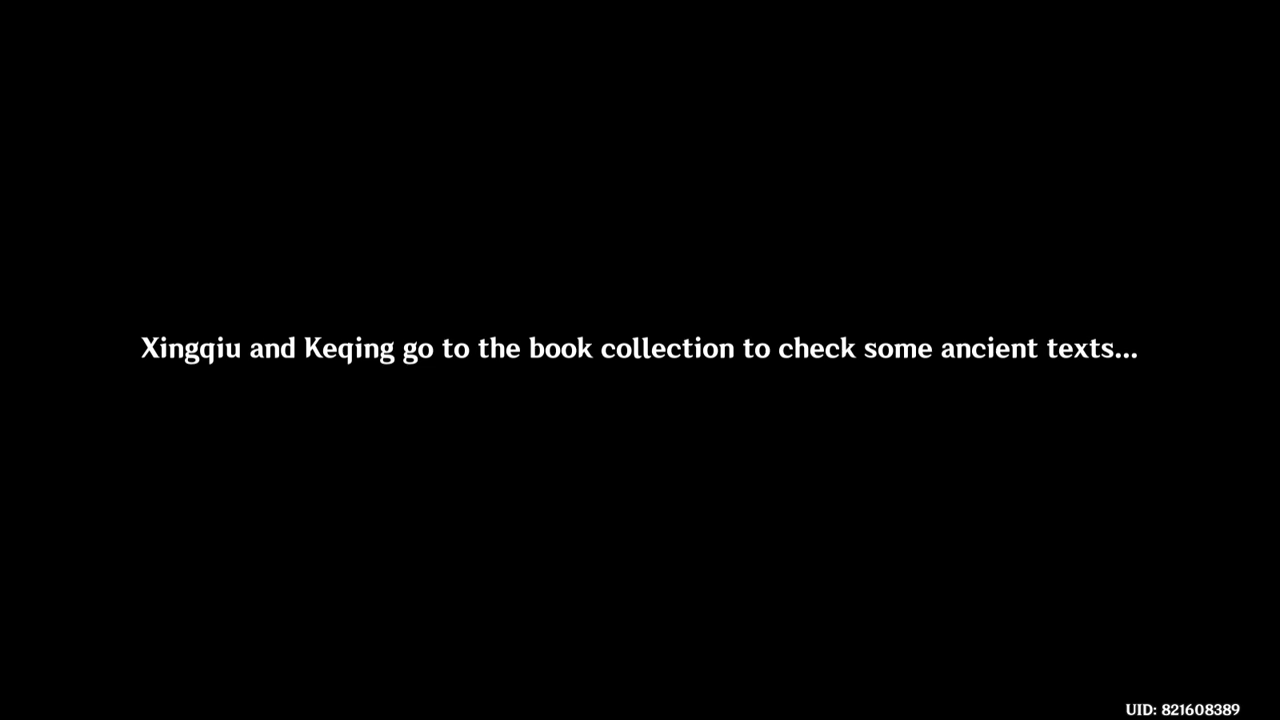 Xingqiu and Keqing go to the book collection to check some ancient texts...
UID: 821608389